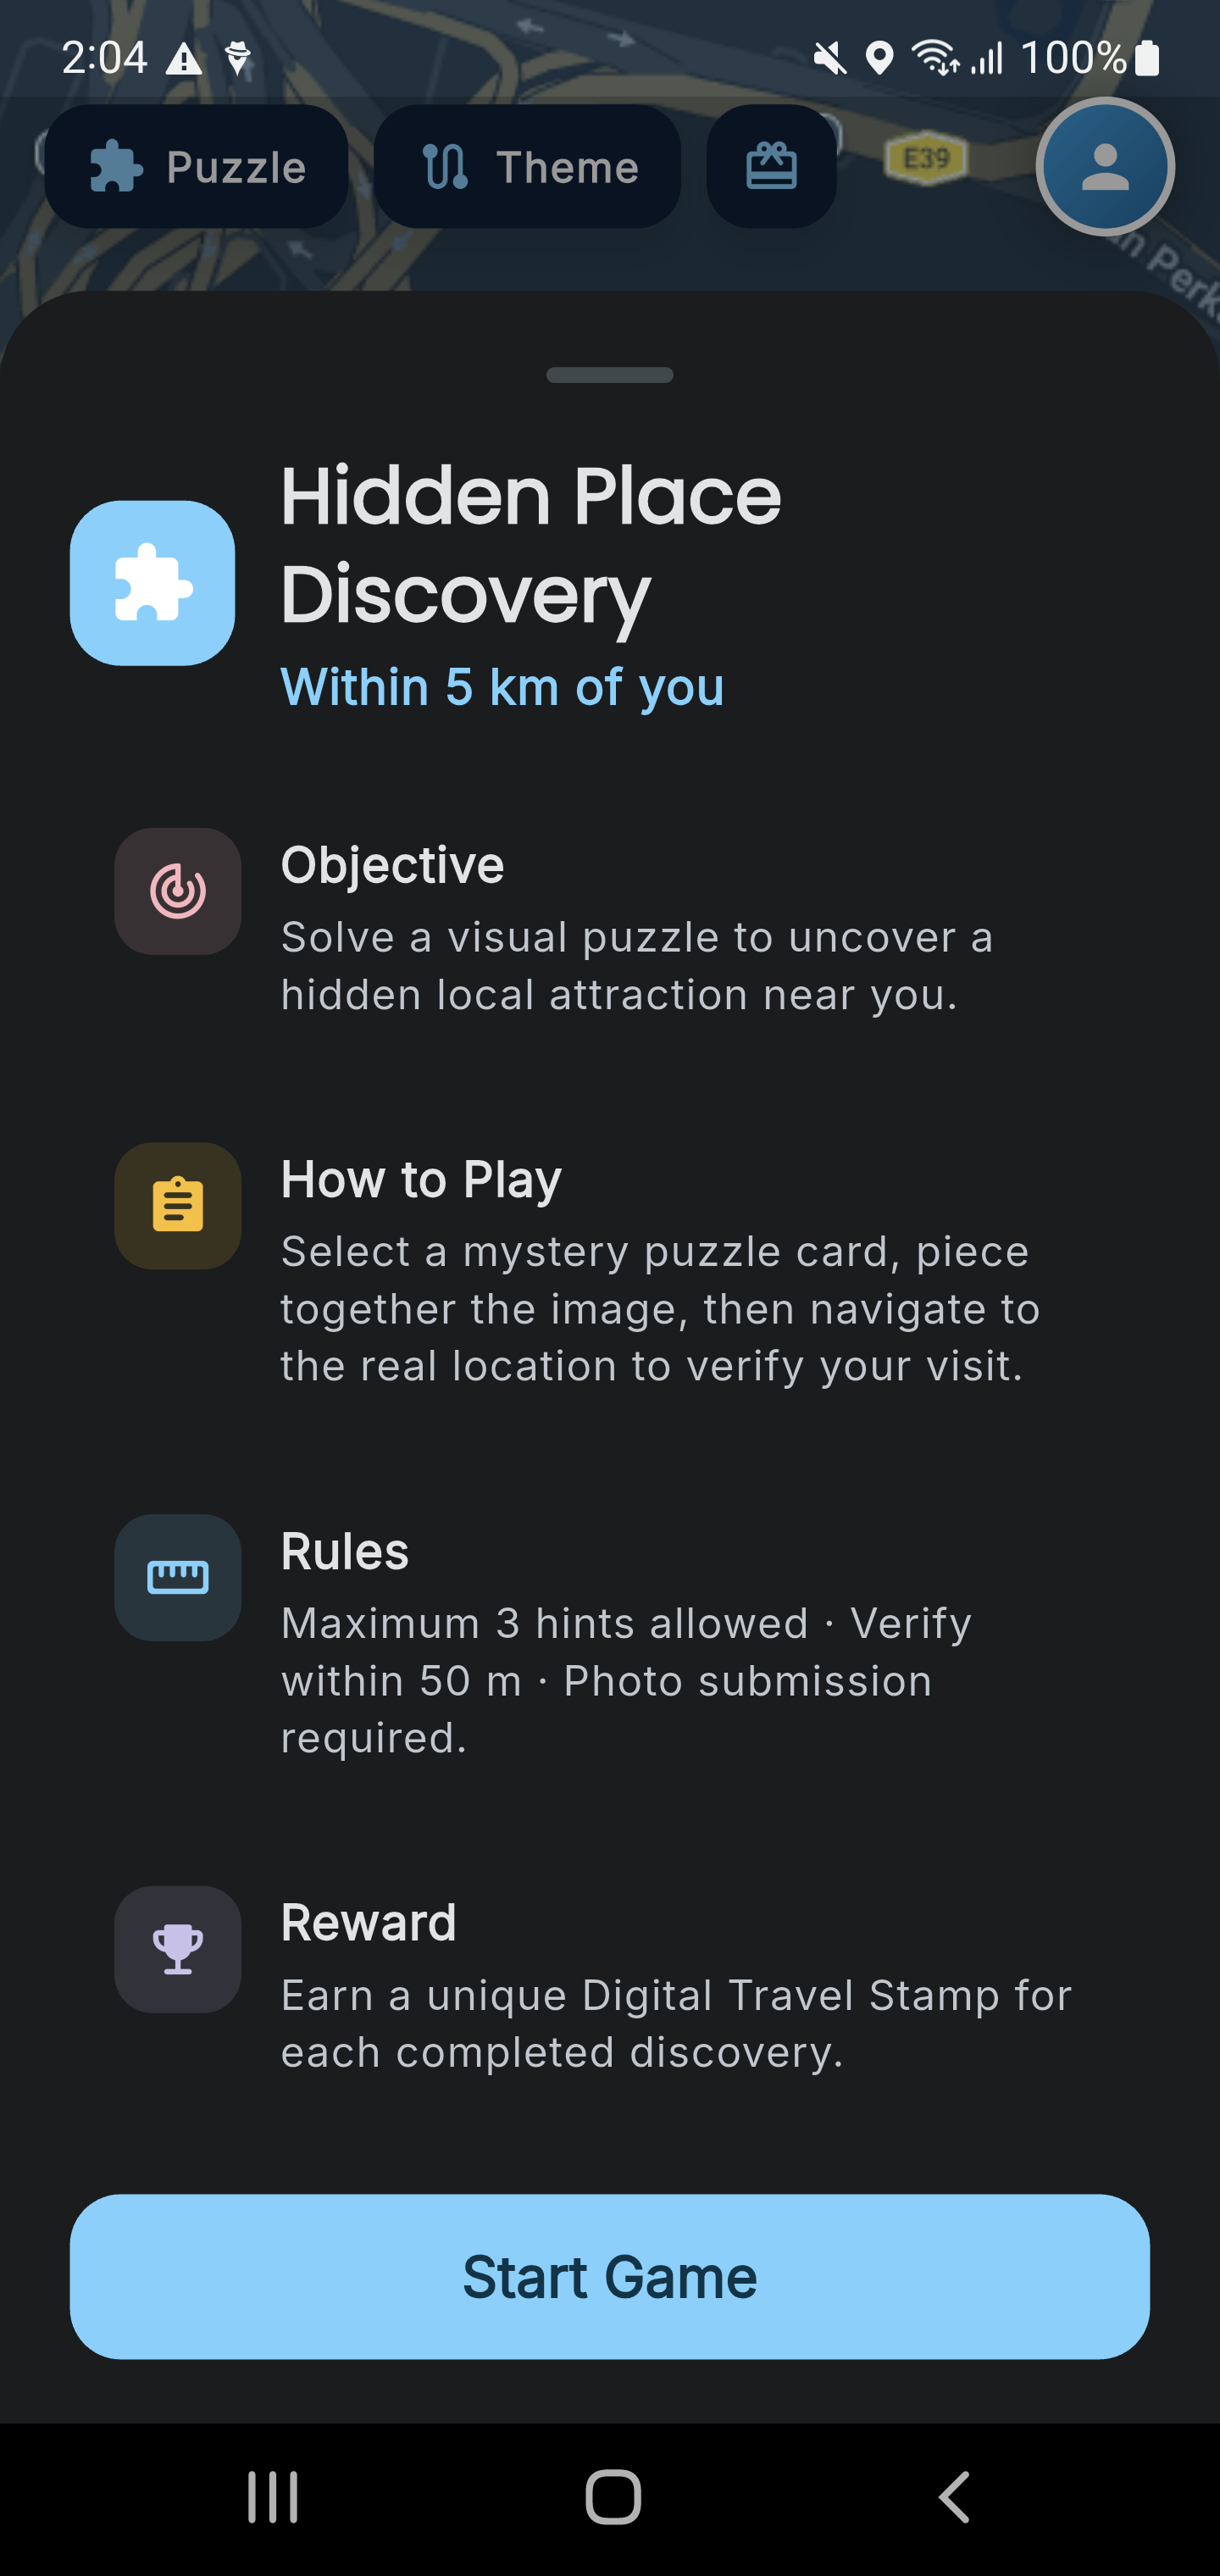 2:04
100%
Puzzle
Theme
E39
Hidden Place
Discovery
Within 5 km of you
Objective
Solve a visual puzzle to uncover a
hidden local attraction near you.
How to Play
Select a mystery puzzle card, piece
together the image, then navigate to
the real location to verify your visit.
Rules
Maximum 3 hints allowed · Verify
within 50 m · Photo submission
required.
Reward
Earn a unique Digital Travel Stamp for
each completed discovery.
Start Game